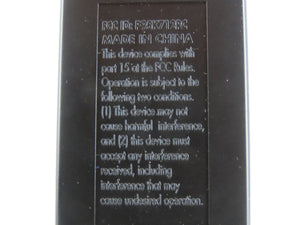 FCC ID:
MADE IN CHINA
This device complies with
part 15 at the FCC Rules.
Operation is subject to the
following two conditions.
(1) This device may not
cause harmful interference,
and (2) this device must
accept any interference
received, including
interference that may
cause undesired operation.